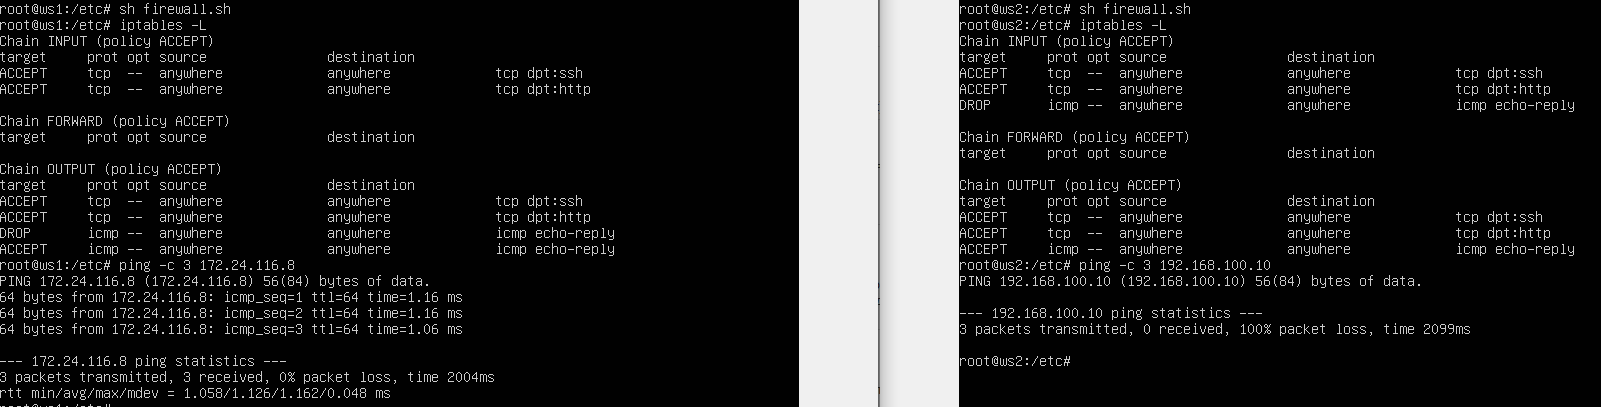 root@ws1:/etc# sh firewall.sh
root@ws1:/etc# iptables -L
Chain INPUT (policy ACCEPT)
target     prot opt source               destination
ACCEPT     tcp  --  anywhere             anywhere             tcp dpt:ssh
ACCEPT     tcp  --  anywhere             anywhere             tcp dpt:http

Chain FORWARD (policy ACCEPT)
target     prot opt source               destination

Chain OUTPUT (policy ACCEPT)
target     prot opt source               destination
ACCEPT     tcp  --  anywhere             anywhere             tcp dpt:ssh
ACCEPT     tcp  --  anywhere             anywhere             tcp dpt:http
DROP       icmp --  anywhere             anywhere             icmp echo-reply
ACCEPT     icmp --  anywhere             anywhere             icmp echo-reply
root@ws1:/etc# ping -c 3 172.24.116.8
PING 172.24.116.8 (172.24.116.8) 56(84) bytes of data.
64 bytes from 172.24.116.8: icmp_seq=1 ttl=64 time=1.16 ms
64 bytes from 172.24.116.8: icmp_seq=2 ttl=64 time=1.16 ms
64 bytes from 172.24.116.8: icmp_seq=3 ttl=64 time=1.06 ms

--- 172.24.116.8 ping statistics ---
3 packets transmitted, 3 received, 0% packet loss, time 2004ms
rtt min/avg/max/mdev = 1.058/1.126/1.162/0.048 ms
root@ws1:/etc#
root@ws2:/etc# sh firewall.sh
root@ws2:/etc# iptables -L
Chain INPUT (policy ACCEPT)
target     prot opt source               destination
ACCEPT     tcp  --  anywhere             anywhere             tcp dpt:ssh
ACCEPT     tcp  --  anywhere             anywhere             tcp dpt:http
DROP       icmp --  anywhere             anywhere             icmp echo-reply

Chain FORWARD (policy ACCEPT)
target     prot opt source               destination

Chain OUTPUT (policy ACCEPT)
target     prot opt source               destination
ACCEPT     tcp  --  anywhere             anywhere             tcp dpt:ssh
ACCEPT     tcp  --  anywhere             anywhere             tcp dpt:http
ACCEPT     icmp --  anywhere             anywhere             icmp echo-reply
root@ws2:/etc# ping -c 3 192.168.100.10
PING 192.168.100.10 (192.168.100.10) 56(84) bytes of data.

--- 192.168.100.10 ping statistics ---
3 packets transmitted, 0 received, 100% packet loss, time 2099ms

root@ws2:/etc#